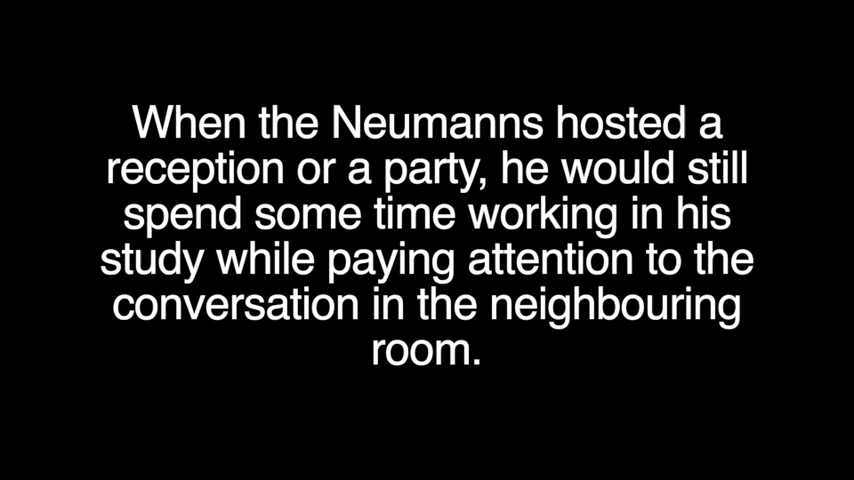 When the Neumanns hosted a
reception or a party, he would still
spend some time working in his
study while paying attention to the
conversation in the neighbouring
room.